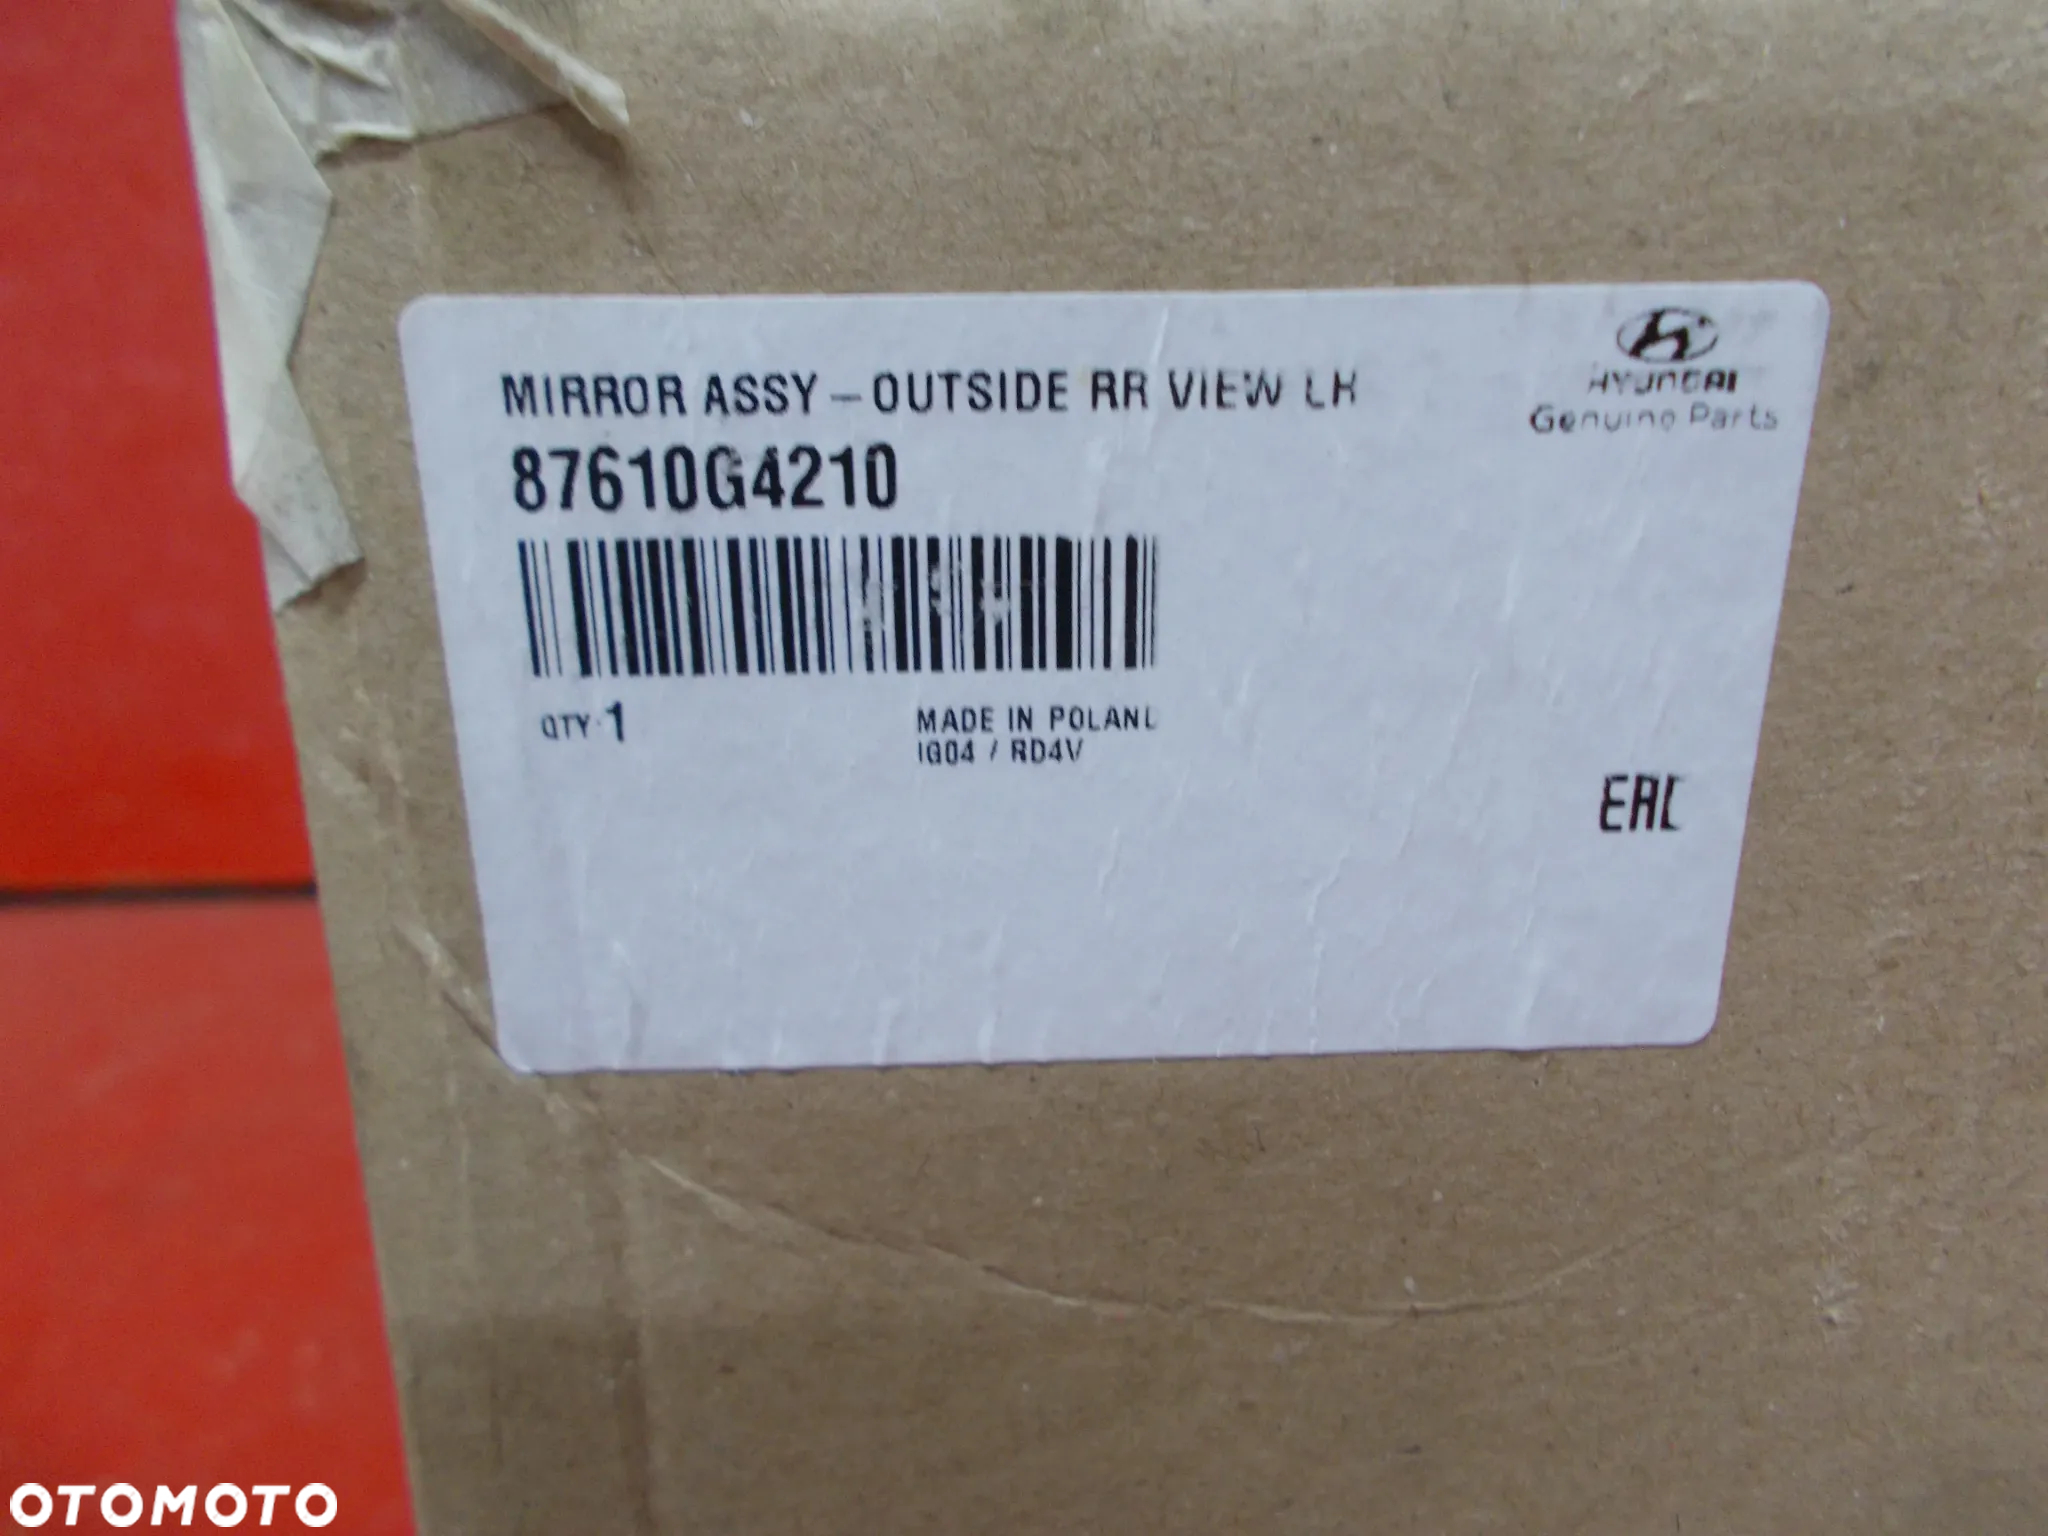 MIRROR ASSY-OUTSIDE RR VIEW LH
87610G4210
QTY:1
MADE IN POLAND
IG04 / RD4V
HYUNDAI
Genuine Parts
EAC
OTOMOTO